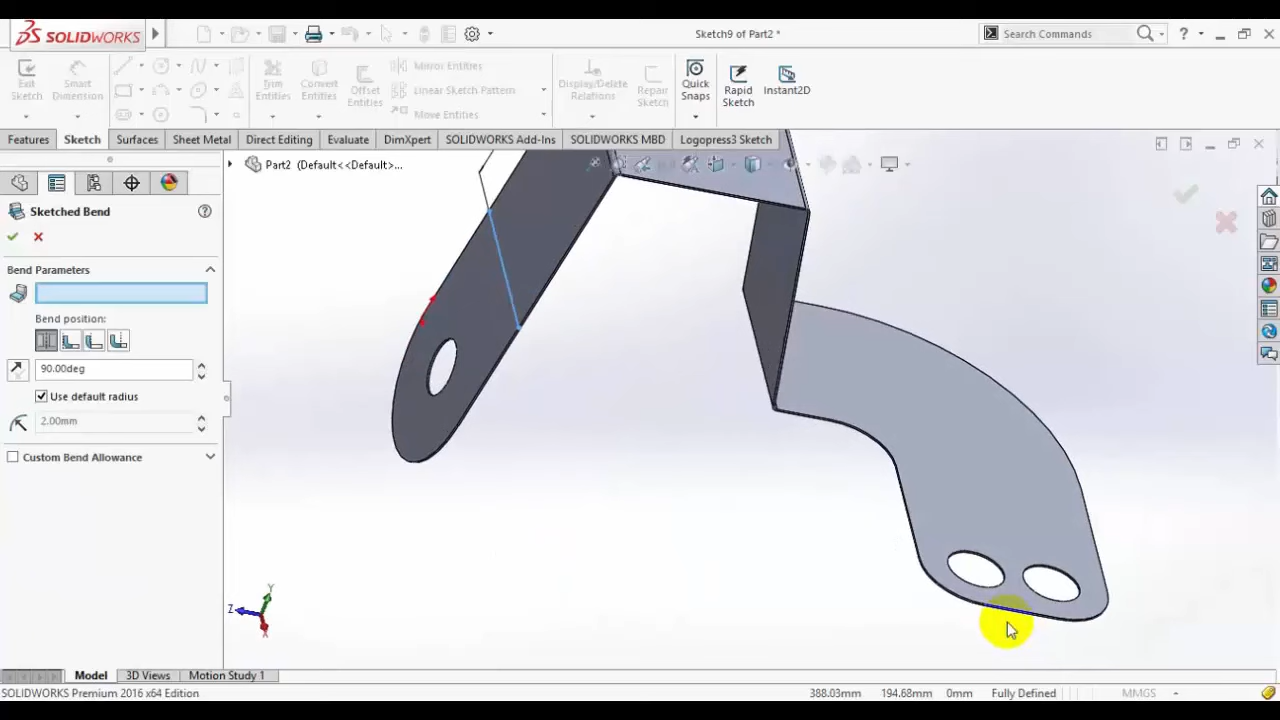 SOLIDWORKS
Sketch9 of Part2 *
Search Commands
?
Exit Sketch
Smart Dimension
Trim Entities
Convert Entities
Offset Entities
Mirror Entities
Linear Sketch Pattern
Move Entities
Display/Delete Relations
Repair Sketch
Quick Snaps
Rapid Sketch
Instant2D
Features
Sketch
Surfaces
Sheet Metal
Direct Editing
Evaluate
DimXpert
SOLIDWORKS Add-Ins
SOLIDWORKS MBD
Logopress3 Sketch
Part2 (Default<<Default>...
Sketched Bend
?
Bend Parameters
Bend position:
90.00deg
Use default radius
2.00mm
Custom Bend Allowance
Y
Z
X
Model
3D Views
Motion Study 1
SOLIDWORKS Premium 2016 x64 Edition
388.03mm
194.68mm
0mm
Fully Defined
MMGS